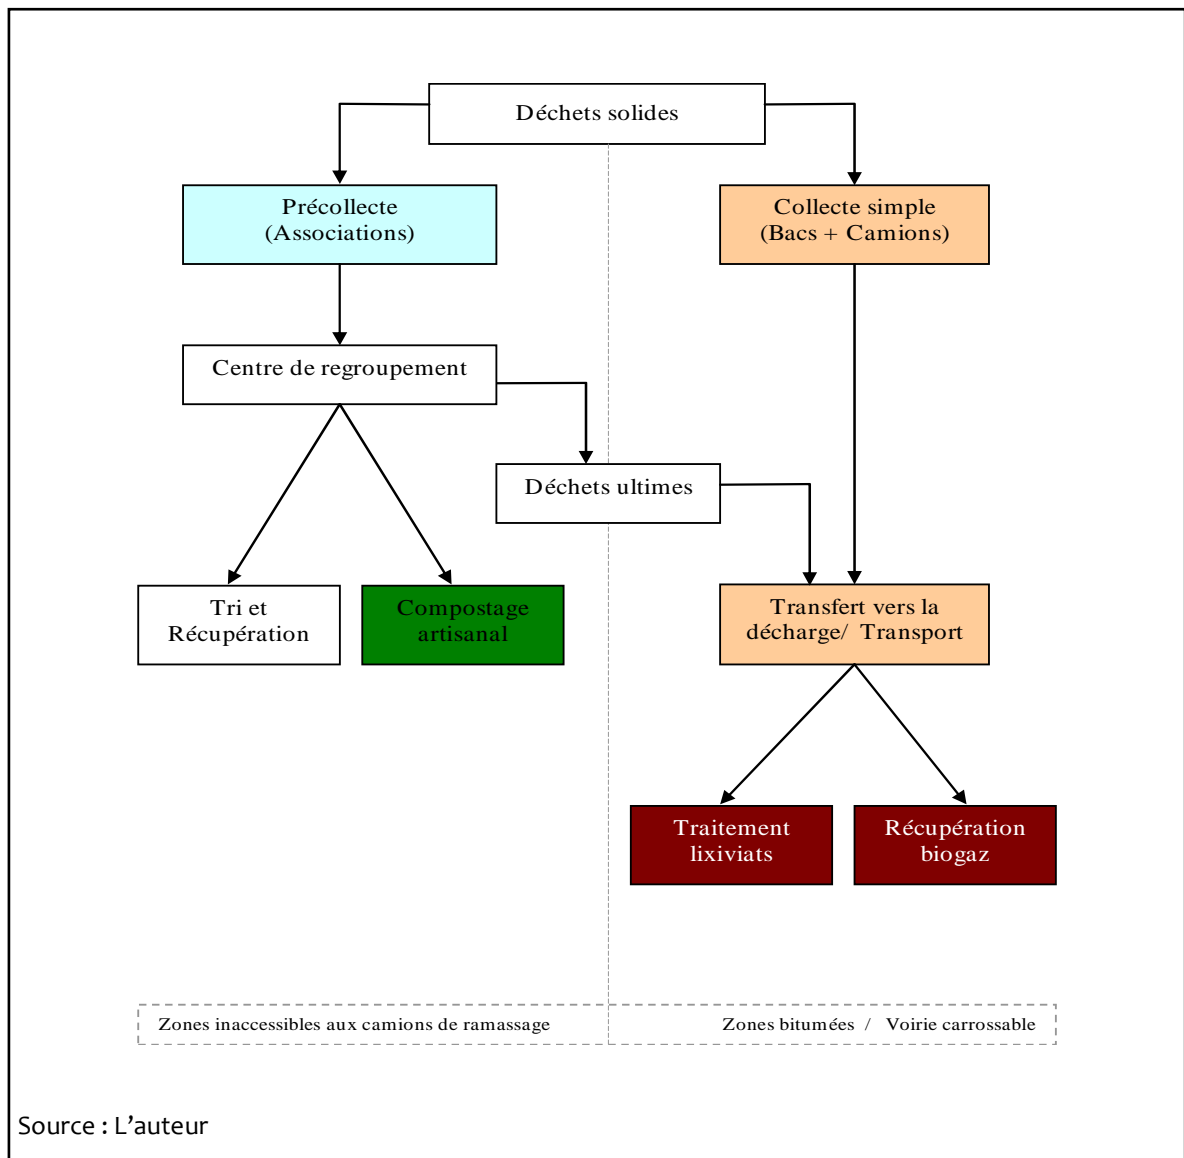 Déchets solides
Précollecte
(Associations)
Collecte simple
(Bacs + Camions)
Centre de regroupement
Déchets ultimes
Tri et
Récupération
Compostage
artisanal
Transfert vers la
décharge/ Transport
Traitement
lixiviats
Récupération
biogaz
Zones inaccessibles aux camions de ramassage
Zones bitumées / Voirie carrossable
Source : L’auteur